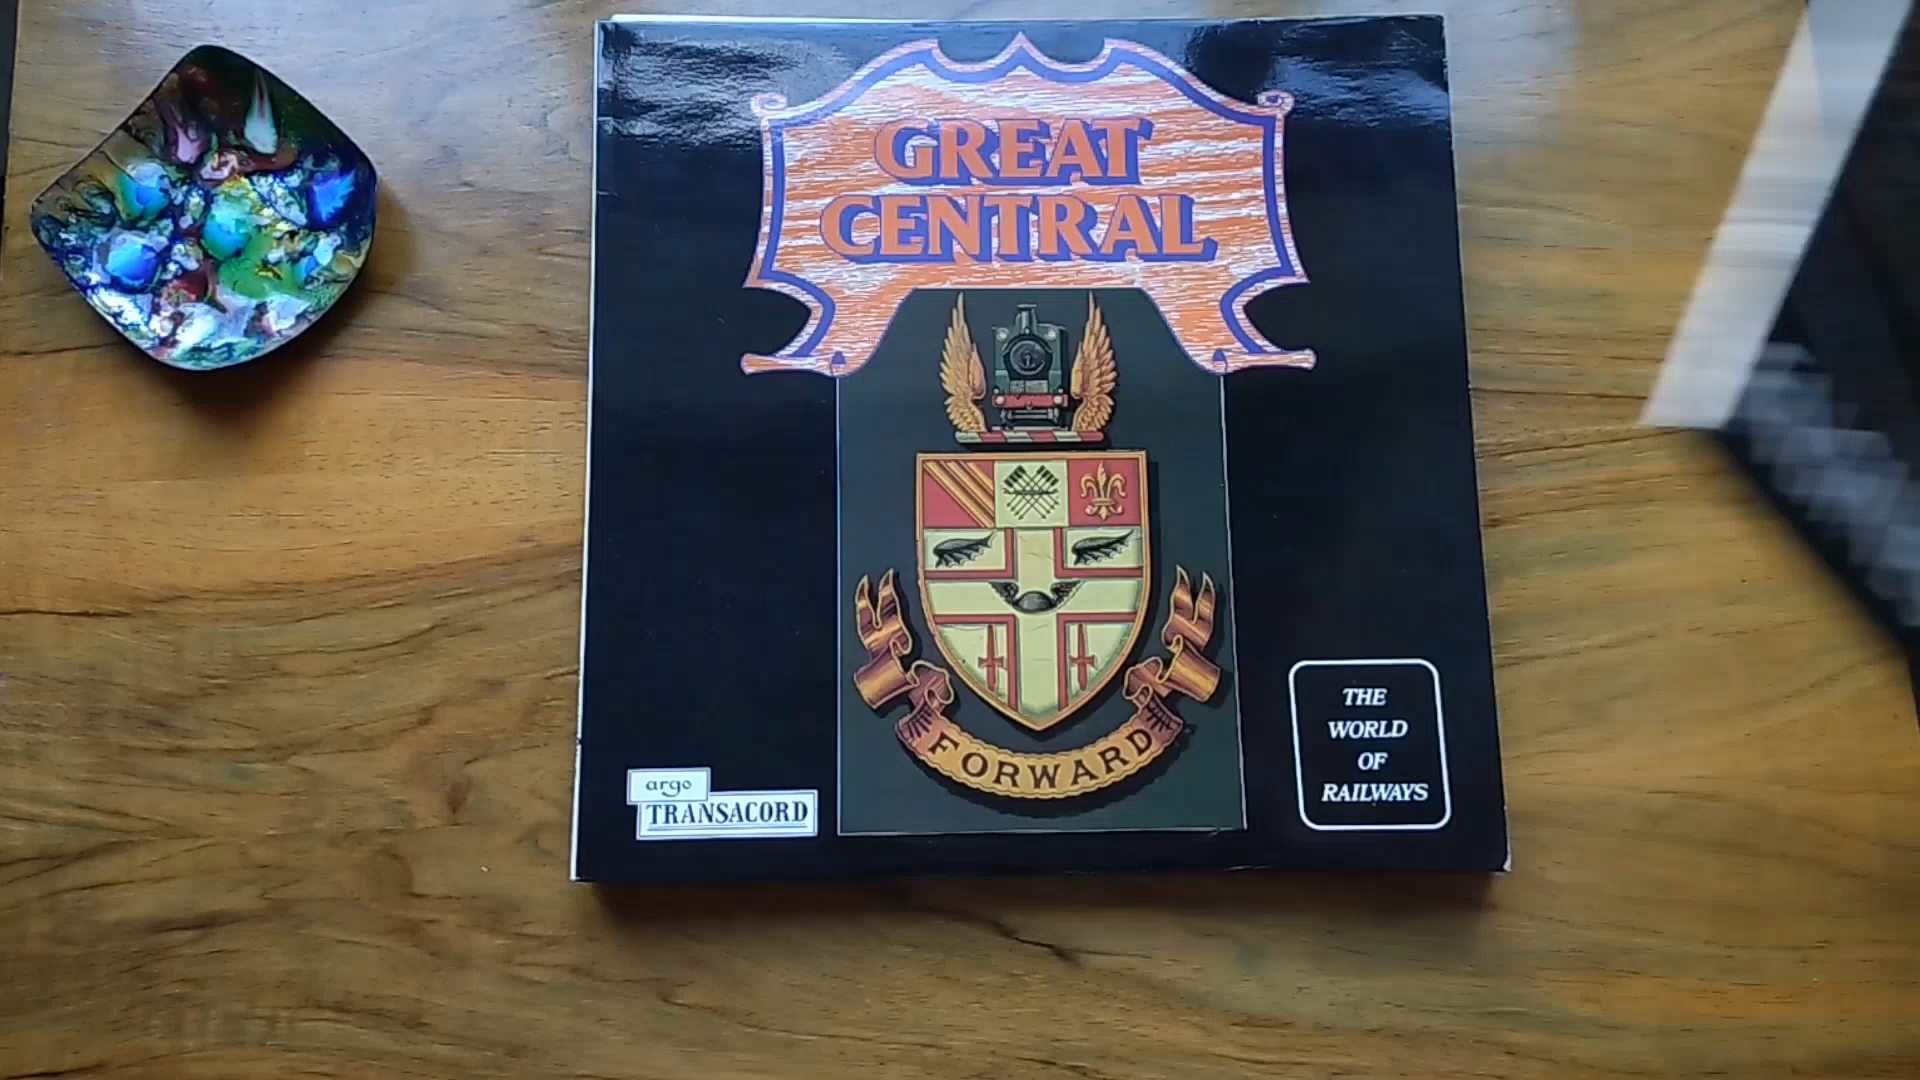 GREAT
CENTRAL
FORWARD
argo
TRANSACORD
THE
WORLD
OF
RAILWAYS